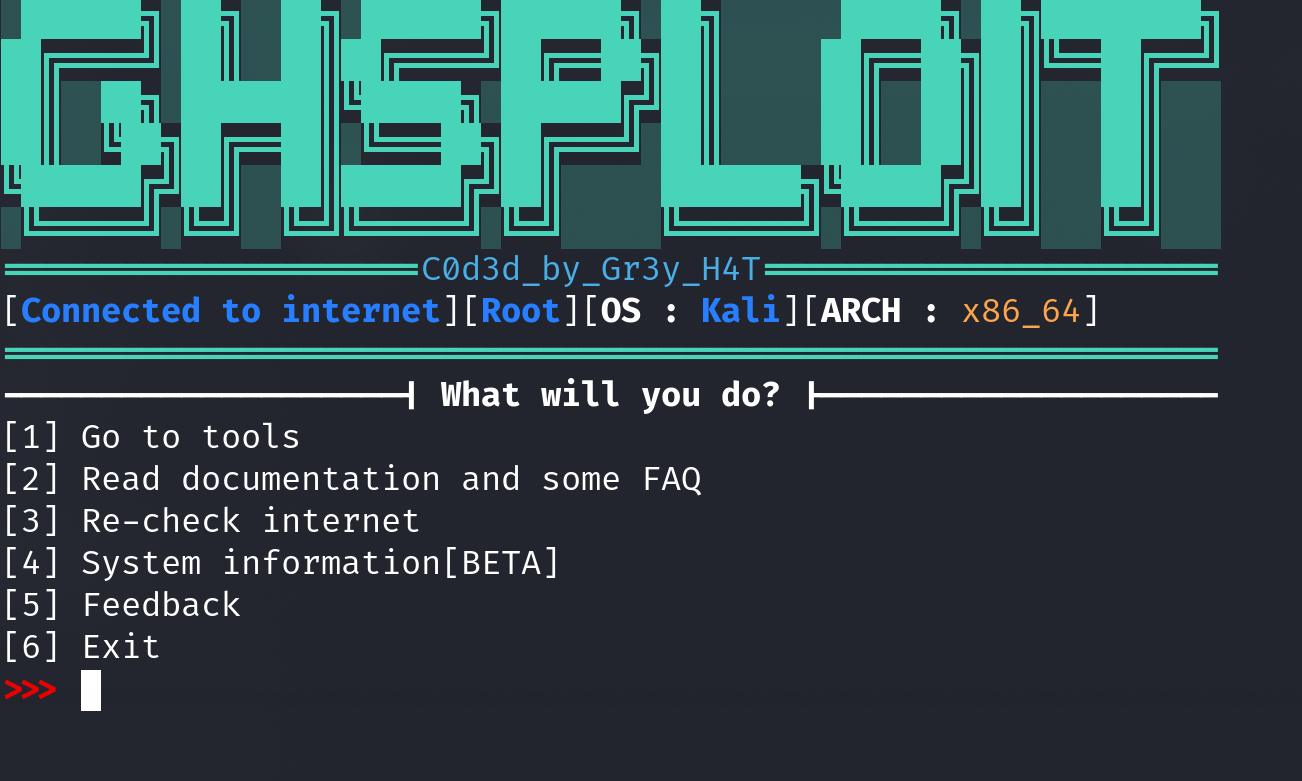 GHSPLOIT
C0d3d_by_Gr3y_H4T
[Connected to internet][Root][OS : Kali][ARCH : x86_64]
What will you do?
[1] Go to tools
[2] Read documentation and some FAQ
[3] Re-check internet
[4] System information[BETA]
[5] Feedback
[6] Exit
>>>